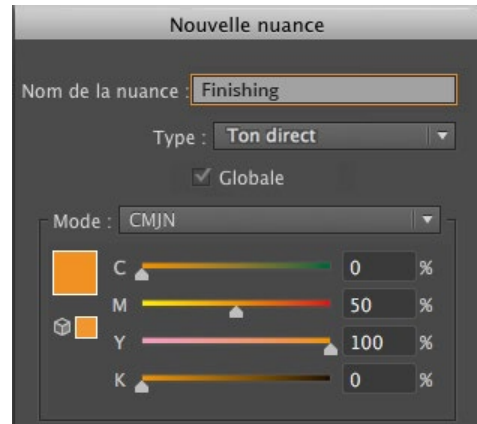 Nouvelle nuance
Nom de la nuance : Finishing
Type : Ton direct
Globale
Mode : CMJN
C 0 %
M 50 %
Y 100 %
K 0 %